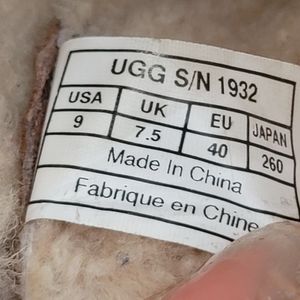 UGG S/N 1932
USA UK EU JAPAN
9 7.5 40 260
Made In China
Fabrique en Chine